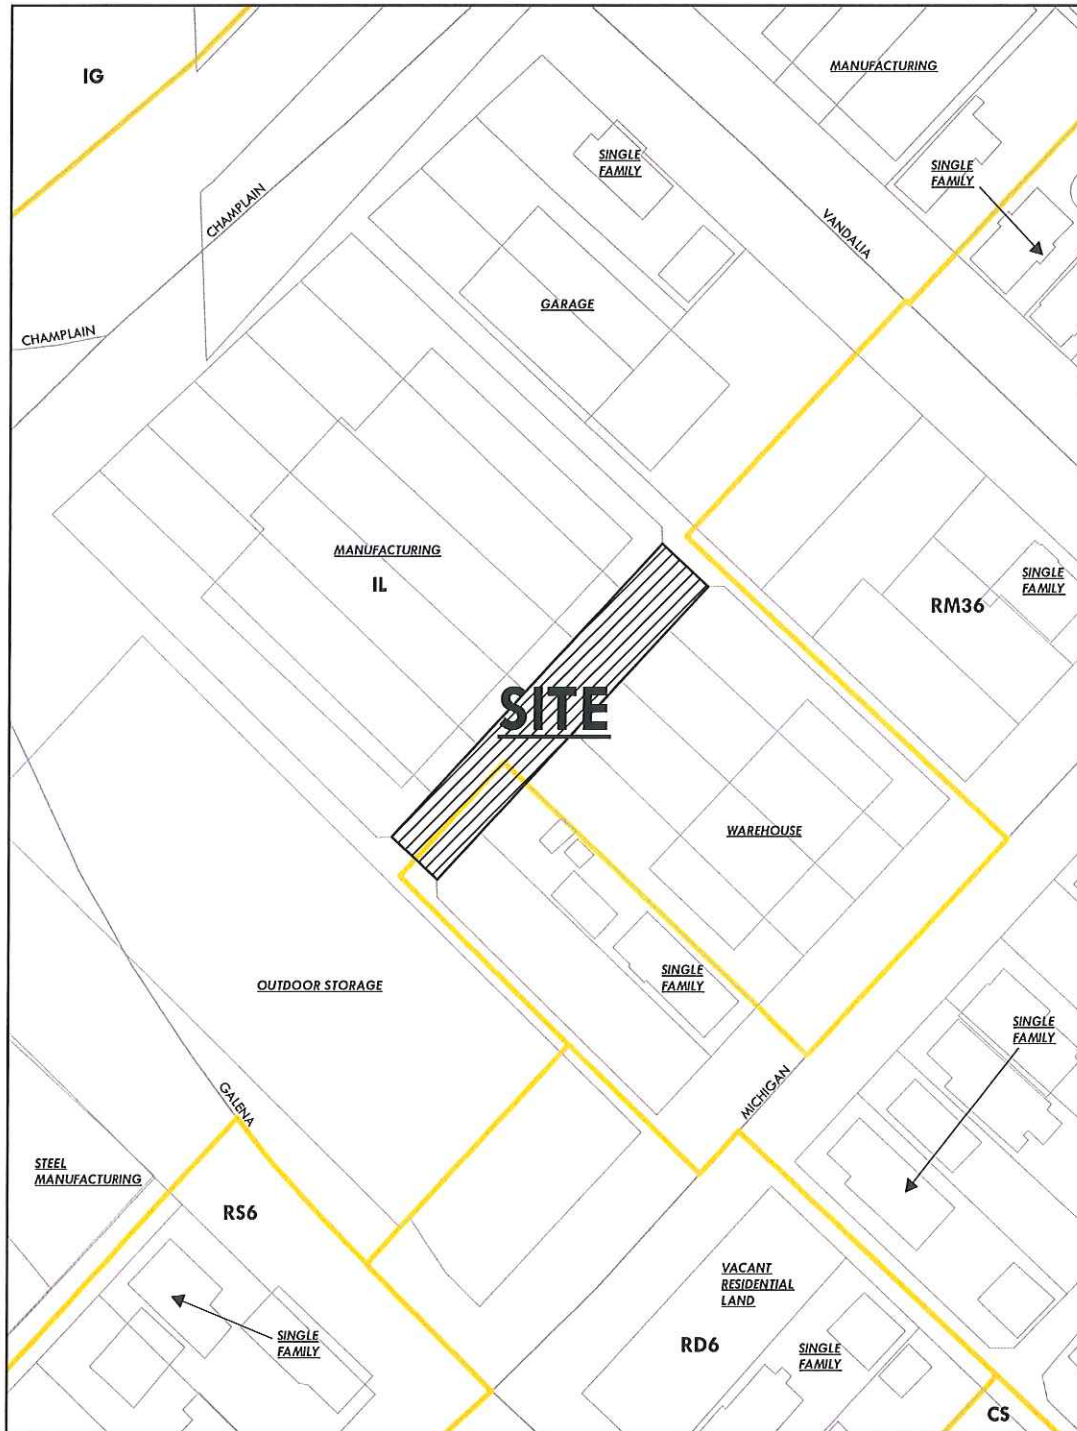 IG
MANUFACTURING
SINGLE
FAMILY
SINGLE
FAMILY
CHAMPLAIN
VANDALIA
GARAGE
CHAMPLAIN
MANUFACTURING
IL
SINGLE
FAMILY
RM36
SITE
WAREHOUSE
SINGLE
FAMILY
OUTDOOR STORAGE
SINGLE
FAMILY
GALENA
MICHIGAN
STEEL
MANUFACTURING
RS6
VACANT
RESIDENTIAL
LAND
SINGLE
FAMILY
RD6
SINGLE
FAMILY
CS